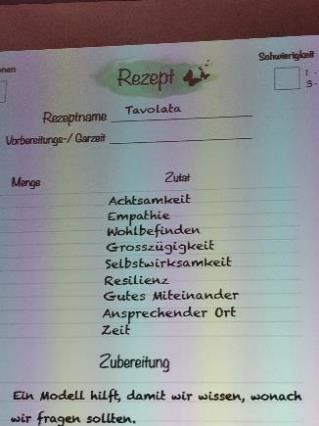 Schwierigkeit
Rezept
1 -
3 -
Rezeptname Tavolata
Vorbereitungs-/ Garzeit
Menge Zutat
Achtsamkeit
Empathie
Wohlbefinden
Grosszügigkeit
Selbstwirksamkeit
Resilienz
Gutes Miteinander
Ansprechender Ort
Zeit
Zubereitung
Ein Modell hilft, damit wir wissen, wonach
wir fragen sollten.